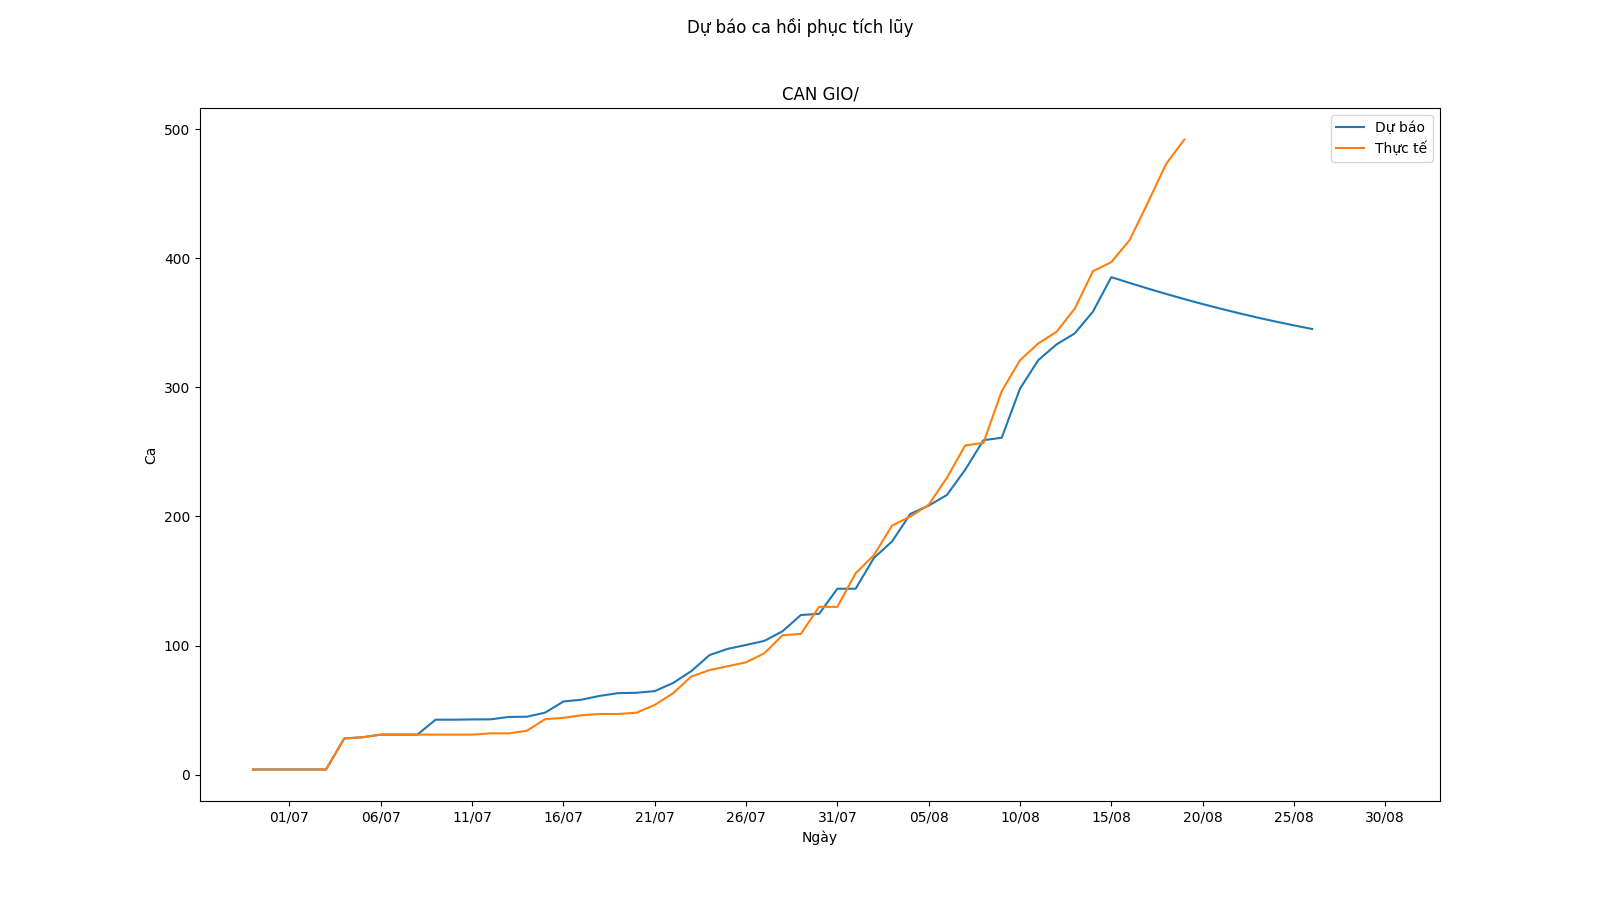 Dự báo ca hồi phục tích lũy
CAN GIO/
Dự báo
Thực tế
500
400
300
200
100
0
Ca
01/07 06/07 11/07 16/07 21/07 26/07 31/07 05/08 10/08 15/08 20/08 25/08 30/08
Ngày